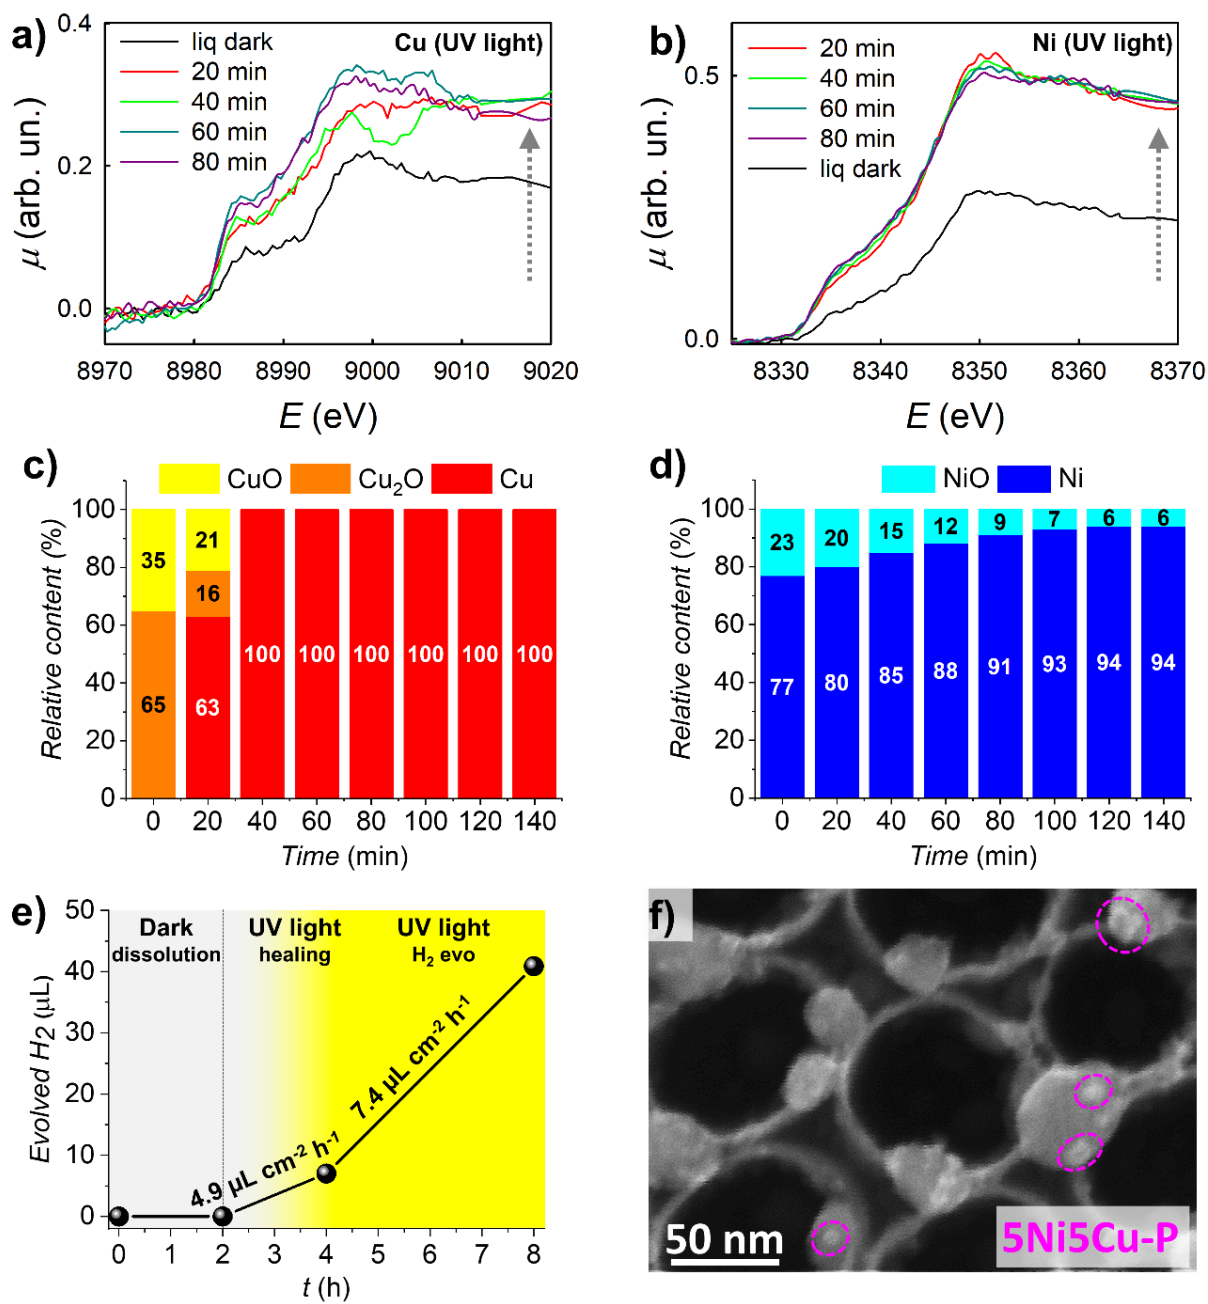 a)
Cu (UV light)
liq dark
20 min
40 min
60 min
80 min
0.4
0.2
0.0
μ (arb. un.)
8970 8980 8990 9000 9010 9020
E (eV)
b)
Ni (UV light)
20 min
40 min
60 min
80 min
liq dark
0.5
0.0
μ (arb. un.)
8330 8340 8350 8360 8370
E (eV)
c)
CuO Cu₂O Cu
100
80
60
40
20
0
Relative content (%)
35 21
16
65 63 100 100 100 100 100 100
0 20 40 60 80 100 120 140
Time (min)
d)
NiO Ni
100
80
60
40
20
0
Relative content (%)
23 20 15 12 9 7 6 6
77 80 85 88 91 93 94 94
0 20 40 60 80 100 120 140
Time (min)
e)
50
40
30
20
10
0
Evolved H₂ (μL)
Dark
dissolution
UV light
healing
UV light
H₂ evo
4.9 μL cm⁻² h⁻¹
7.4 μL cm⁻² h⁻¹
0 1 2 3 4 5 6 7 8
t (h)
f)
50 nm
5Ni5Cu-P